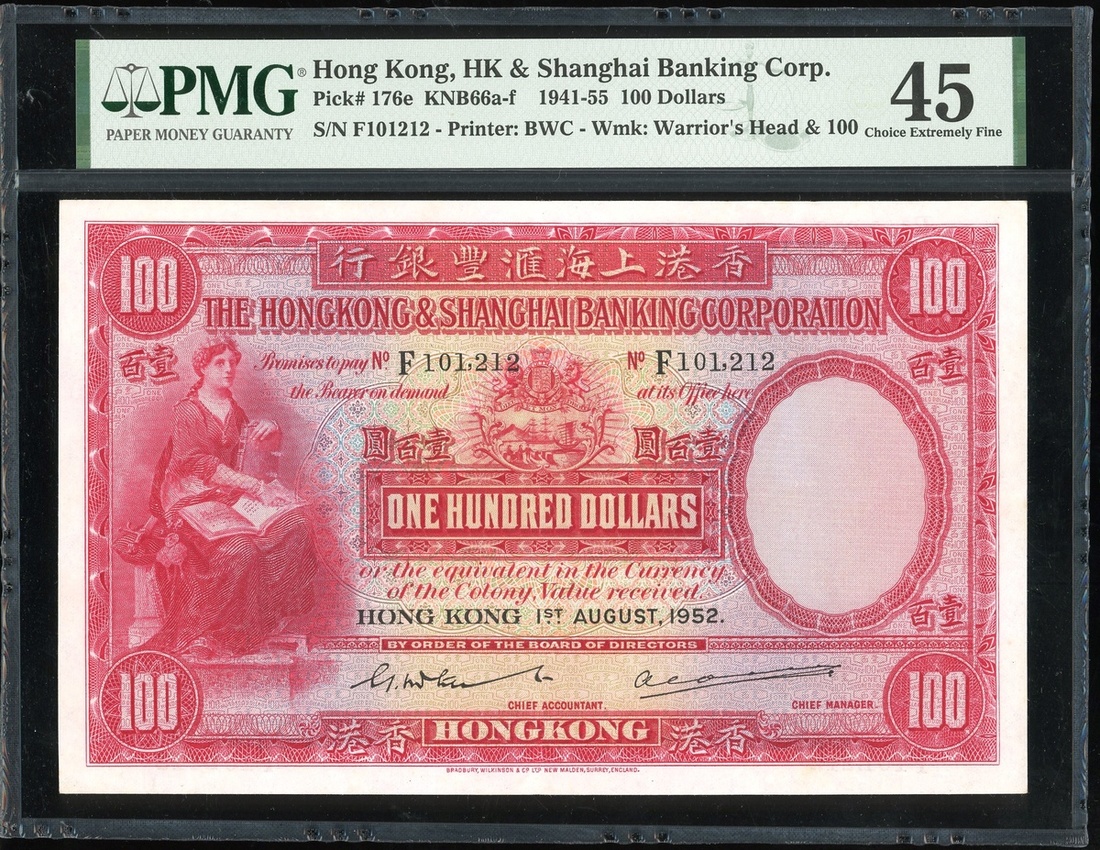 PMG®
PAPER MONEY GUARANTY
Hong Kong, HK & Shanghai Banking Corp.
Pick# 176e KNB66a-f 1941-55 100 Dollars
S/N F101212 - Printer: BWC - Wmk: Warrior's Head & 100
45
Choice Extremely Fine
行銀豐滙海上港香
100
100
THE HONGKONG & SHANGHAI BANKING CORPORATION
百壹
Promises to pay Nº F101,212
Nº F101,212
百壹
the Bearer on demand
at its Office here
圓百壹
圓百壹
ONE HUNDRED DOLLARS
or the equivalent in the Currency
of the Colony, Value received.
HONG KONG 1ST AUGUST, 1952.
百壹
BY ORDER OF THE BOARD OF DIRECTORS
100
100
CHIEF ACCOUNTANT.
CHIEF MANAGER.
港香 HONGKONG 港香
BRADBURY, WILKINSON & Cº LTD NEW MALDEN, SURREY, ENGLAND.